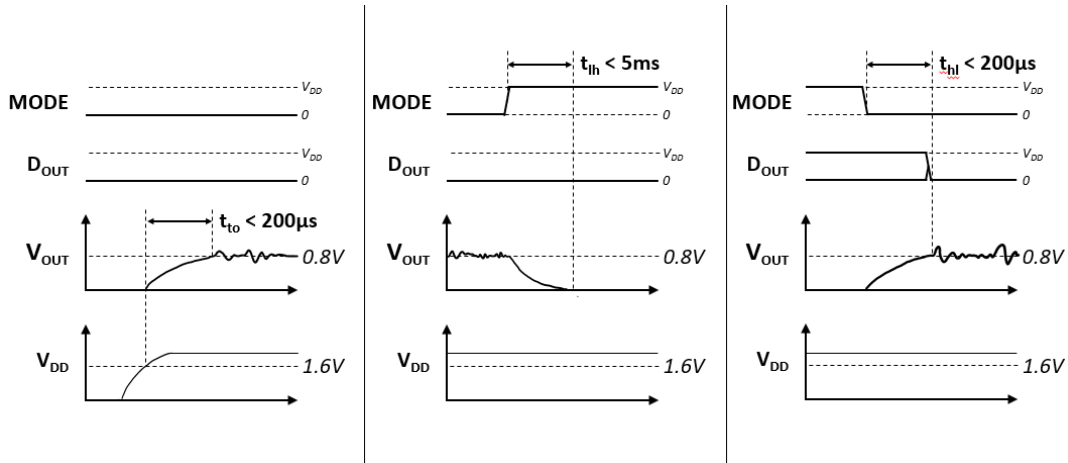 MODE
V_DD
0
D_OUT
V_DD
0
t_to < 200µs
V_OUT
0.8V
V_DD
1.6V
t_lh < 5ms
MODE
V_DD
0
D_OUT
V_DD
0
V_OUT
0.8V
V_DD
1.6V
t_hl < 200µs
MODE
V_DD
0
D_OUT
V_DD
0
V_OUT
0.8V
V_DD
1.6V